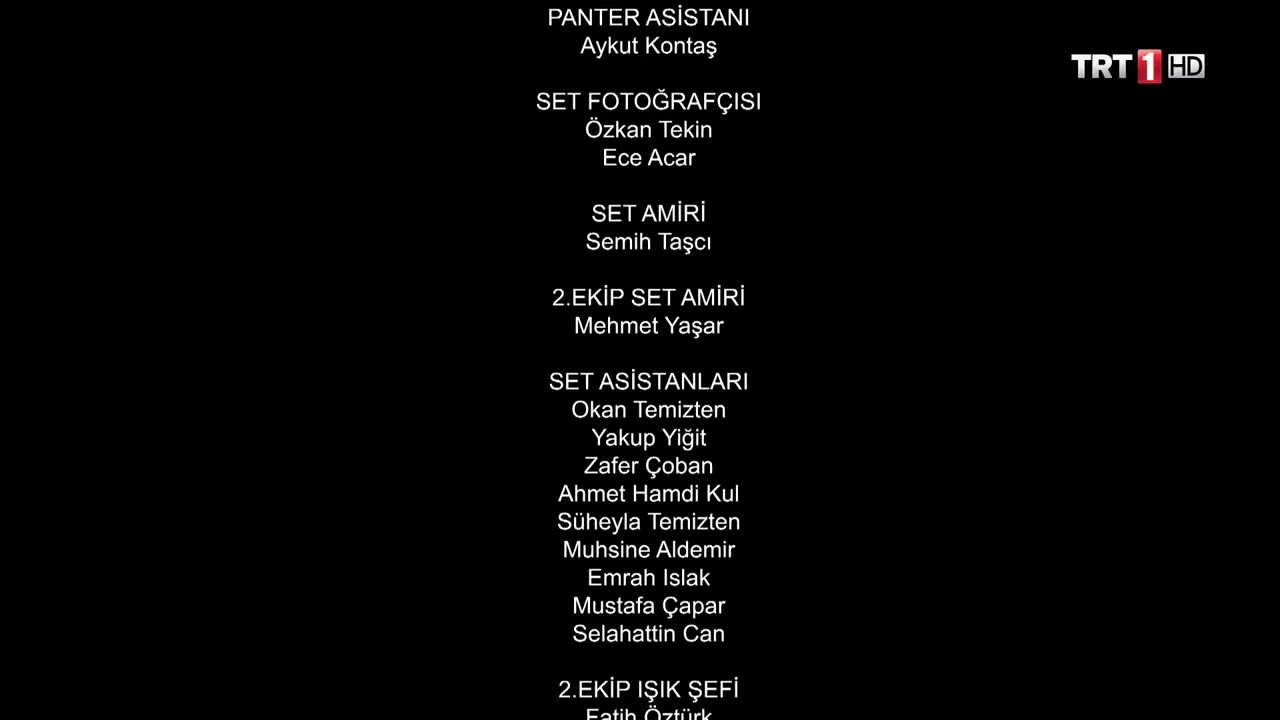 PANTER ASİSTANI
Aykut Kontaş
TRT 1 HD
SET FOTOĞRAFÇISI
Özkan Tekin
Ece Acar
SET AMİRİ
Semih Taşcı
2.EKİP SET AMİRİ
Mehmet Yaşar
SET ASİSTANLARI
Okan Temizten
Yakup Yiğit
Zafer Çoban
Ahmet Hamdi Kul
Süheyla Temizten
Muhsine Aldemir
Emrah Islak
Mustafa Çapar
Selahattin Can
2.EKİP IŞIK ŞEFİ
Fatih Öztürk